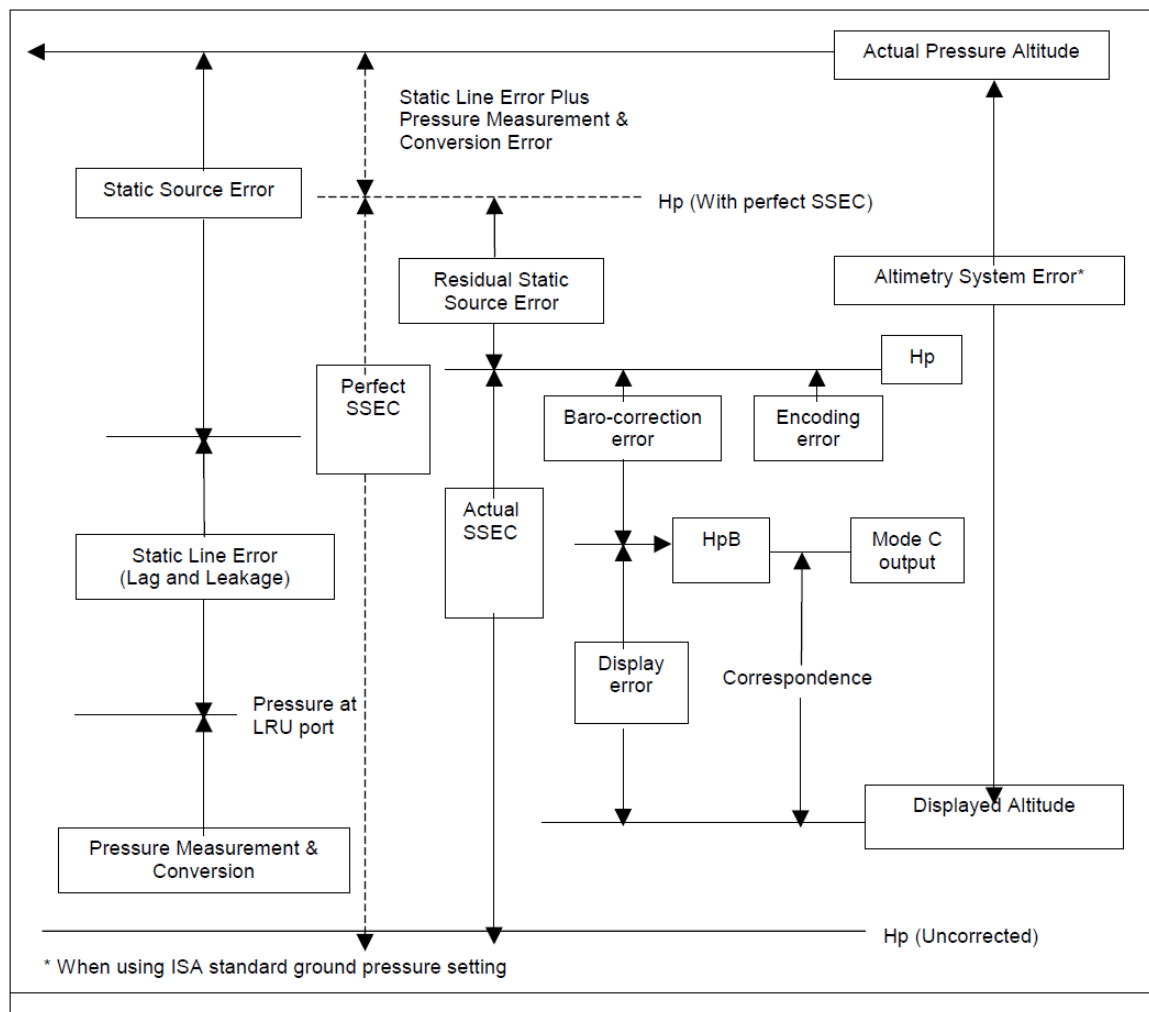 Actual Pressure Altitude
Static Line Error Plus
Pressure Measurement &
Conversion Error
Static Source Error
Hp (With perfect SSEC)
Residual Static
Source Error
Altimetry System Error*
Hp
Perfect
SSEC
Baro-correction
error
Encoding
error
Actual
SSEC
Static Line Error
(Lag and Leakage)
HpB
Mode C
output
Display
error
Correspondence
Pressure at
LRU port
Displayed Altitude
Pressure Measurement &
Conversion
Hp (Uncorrected)
* When using ISA standard ground pressure setting